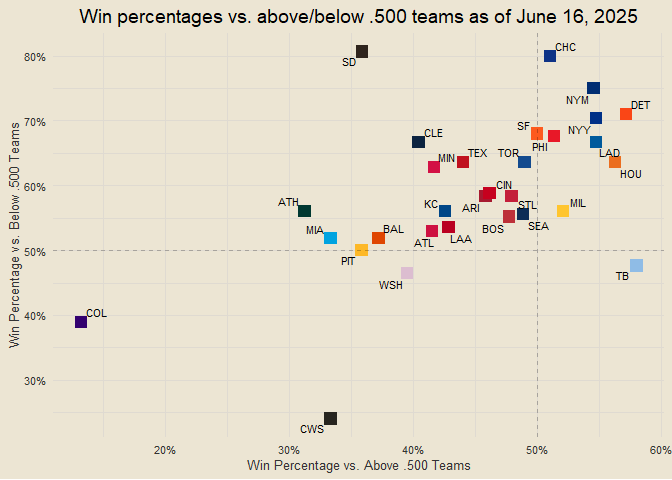 Win percentages vs. above/below .500 teams as of June 16, 2025
80%
70%
60%
50%
40%
30%
Win Percentage vs. Below .500 Teams
SD
CHC
NYM
DET
NYY
SF
PHI
LAD
HOU
CLE
MIN
TEX
TOR
CIN
ATH
KC
ARI
STL
MIL
BOS
SEA
MIA
BAL
ATL
LAA
PIT
WSH
TB
COL
CWS
20%
30%
40%
50%
60%
Win Percentage vs. Above .500 Teams